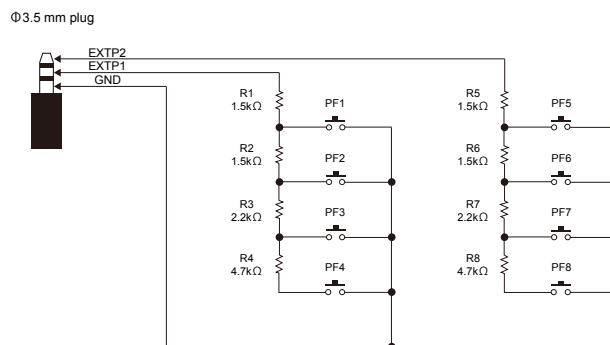 Φ3.5 mm plug
EXTP2
EXTP1
GND
R1
1.5kΩ
PF1
R2
1.5kΩ
PF2
R3
2.2kΩ
PF3
R4
4.7kΩ
PF4
R5
1.5kΩ
PF5
R6
1.5kΩ
PF6
R7
2.2kΩ
PF7
R8
4.7kΩ
PF8